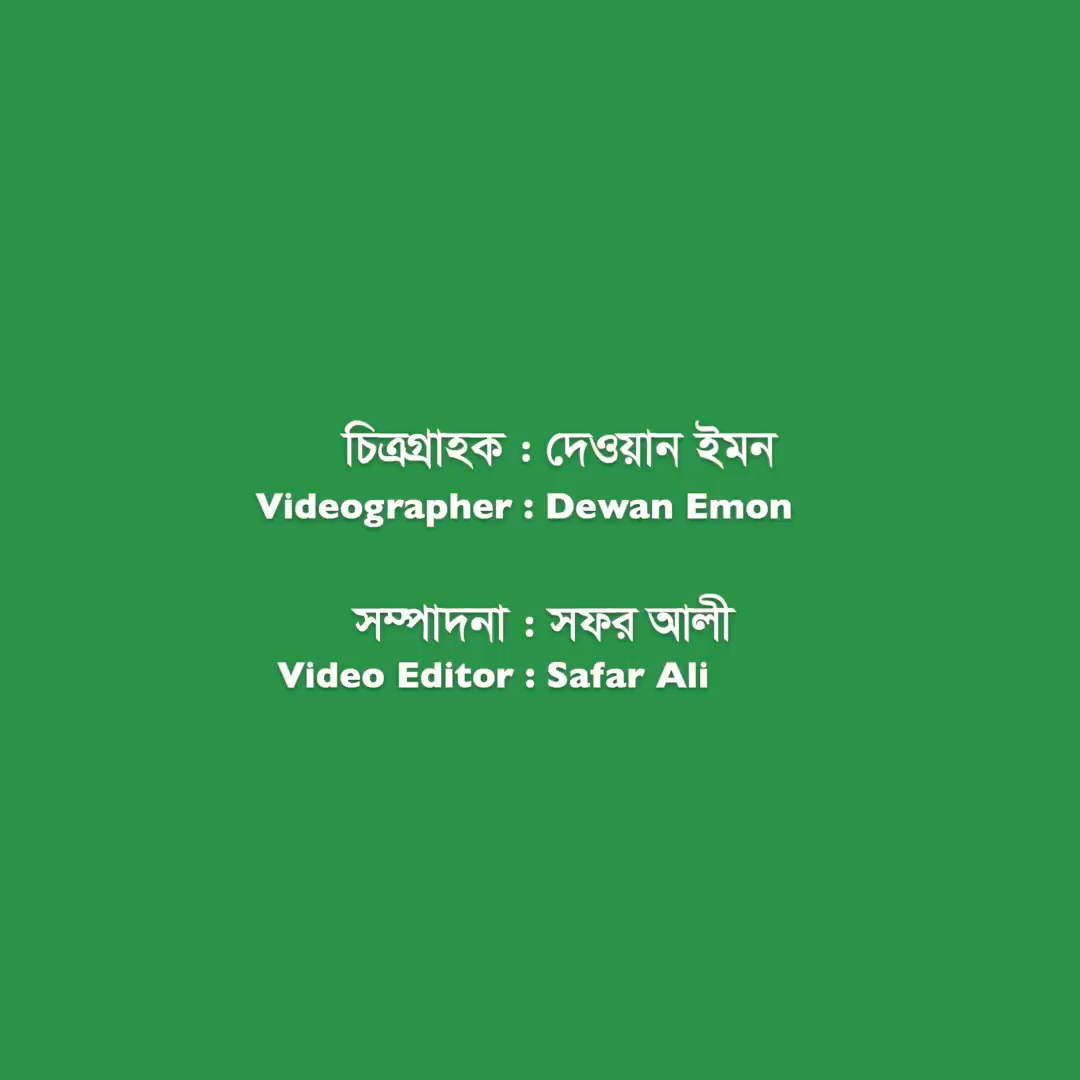 চিত্রগ্রাহক : দেওয়ান ইমন
Videographer : Dewan Emon
সম্পাদনা : সফর আলী
Video Editor : Safar Ali